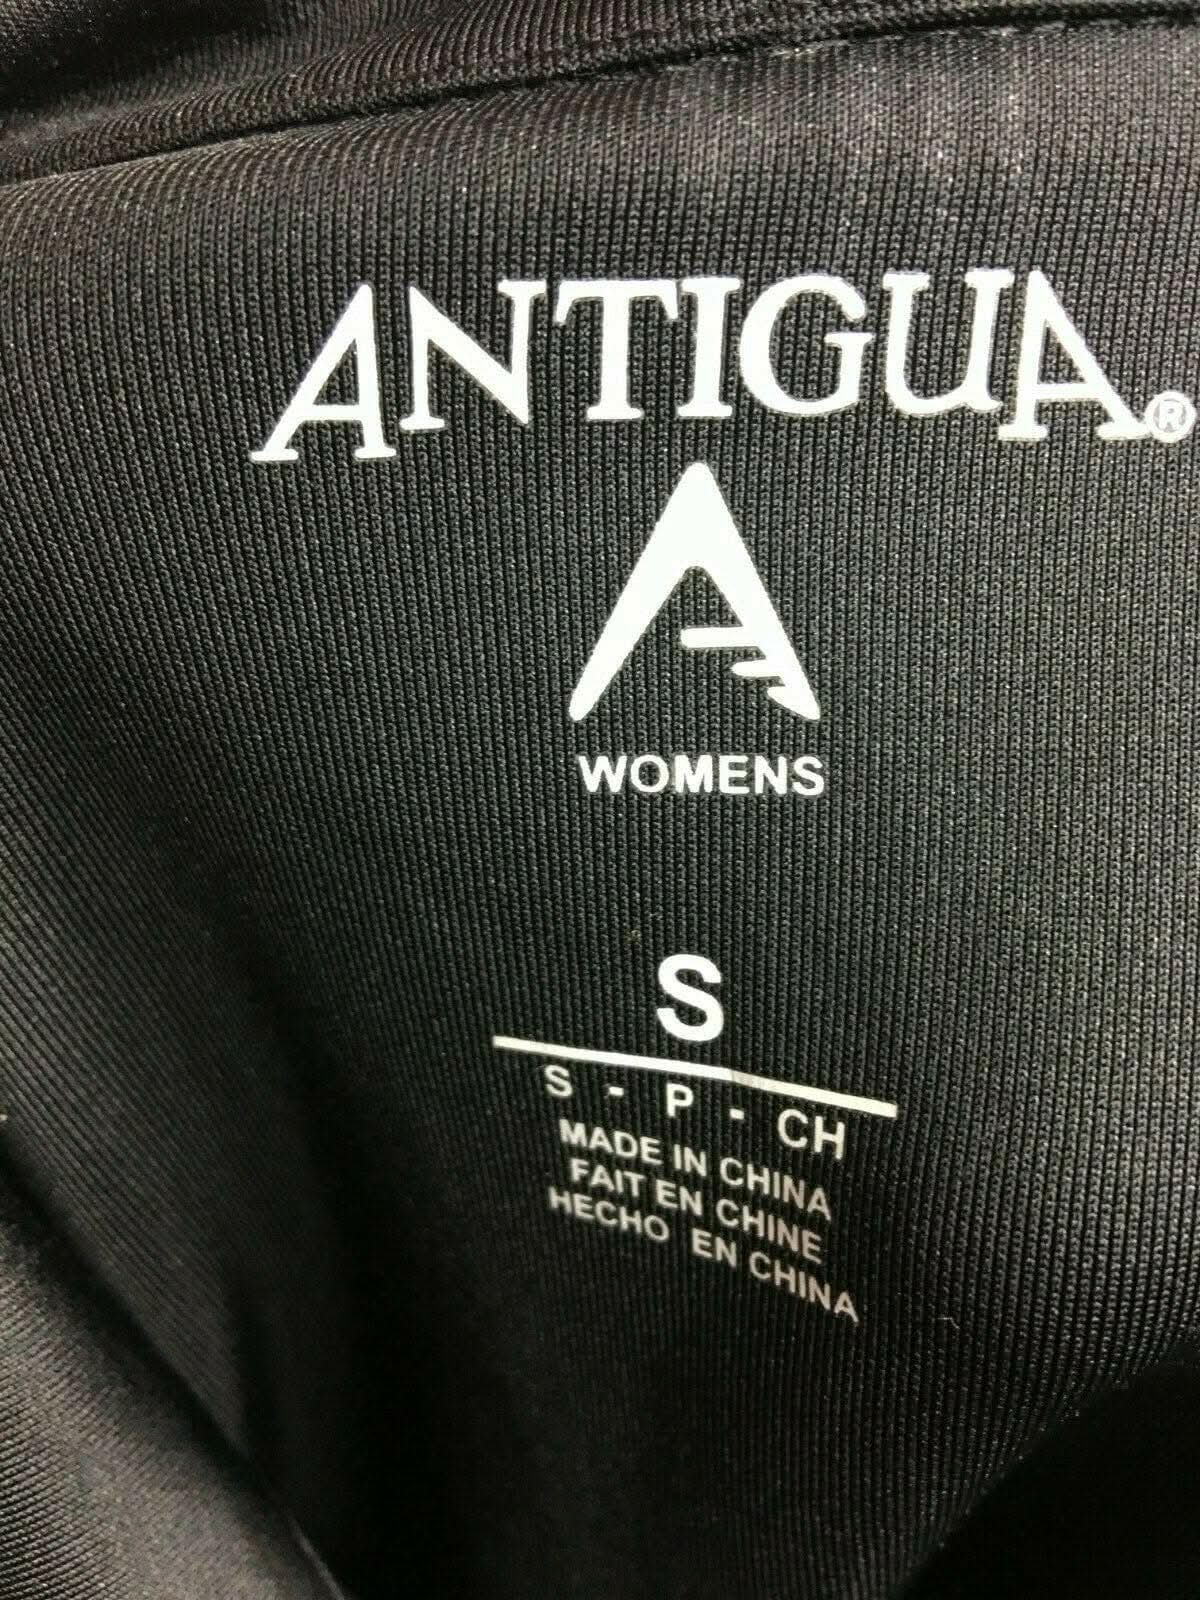 ANTIGUA®
WOMENS
S
S - P - CH
MADE IN CHINA
FAIT EN CHINE
HECHO EN CHINA